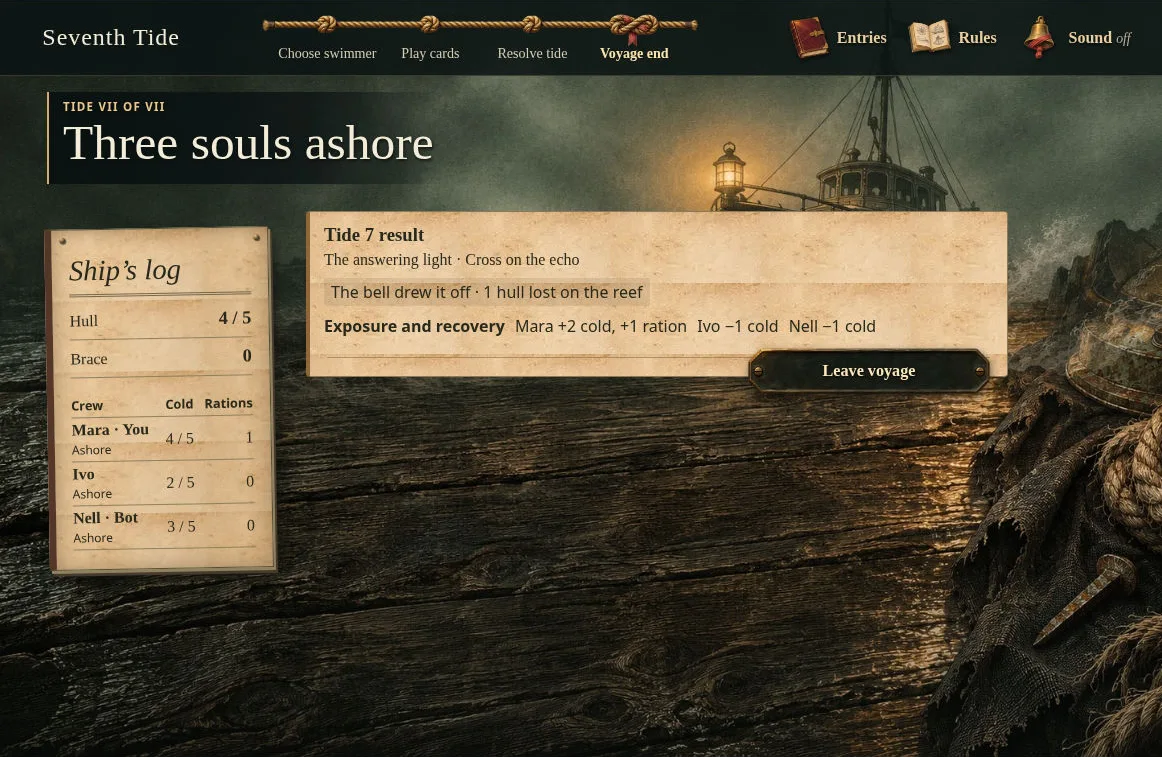 Seventh Tide
Choose swimmer
Play cards
Resolve tide
Voyage end
Entries
Rules
Sound off
TIDE VII OF VII
Three souls ashore
Ship’s log
Hull 4 / 5
Brace 0
Crew Cold Rations
Mara · You 4 / 5 1
Ashore
Ivo 2 / 5 0
Ashore
Nell · Bot 3 / 5 0
Ashore
Tide 7 result
The answering light · Cross on the echo
The bell drew it off · 1 hull lost on the reef
Exposure and recovery Mara +2 cold, +1 ration Ivo −1 cold Nell −1 cold
Leave voyage